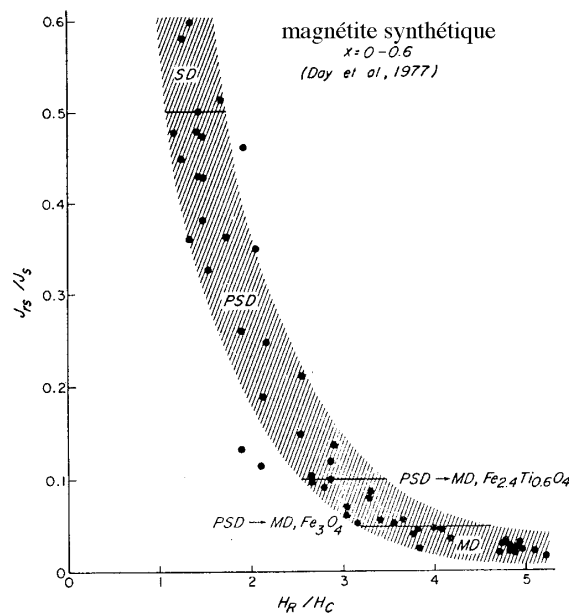 magnétite synthétique
x = 0 - 0.6
(Day et al, 1977)
0.6
0.5
0.4
0.3
0.2
0.1
0
SD
PSD
PSD → MD, Fe2.4Ti0.6O4
PSD → MD, Fe3O4
MD
Jrs / Js
0 1 2 3 4 5
HR / HC